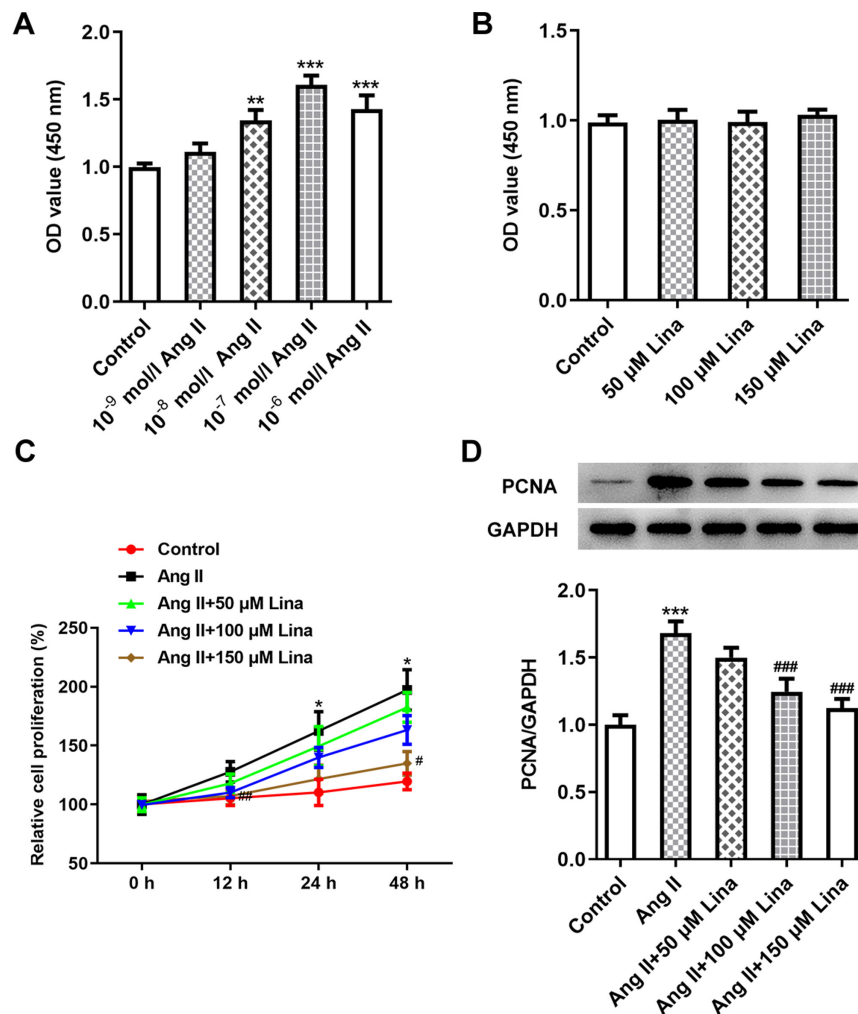 A
OD value (450 nm)
2.0
1.5
1.0
0.5
0.0
**
***
***
Control
10-9 mol/l Ang II
10-8 mol/l Ang II
10-7 mol/l Ang II
10-6 mol/l Ang II
B
OD value (450 nm)
1.5
1.0
0.5
0.0
Control
50 µM Lina
100 µM Lina
150 µM Lina
C
Control
Ang II
Ang II+50 µM Lina
Ang II+100 µM Lina
Ang II+150 µM Lina
Relative cell proliferation (%)
250
200
150
100
50
*
*
##
#
0 h
12 h
24 h
48 h
D
PCNA
GAPDH
PCNA/GAPDH
2.0
1.5
1.0
0.5
0.0
***
###
###
Control
Ang II
Ang II+50 µM Lina
Ang II+100 µM Lina
Ang II+150 µM Lina